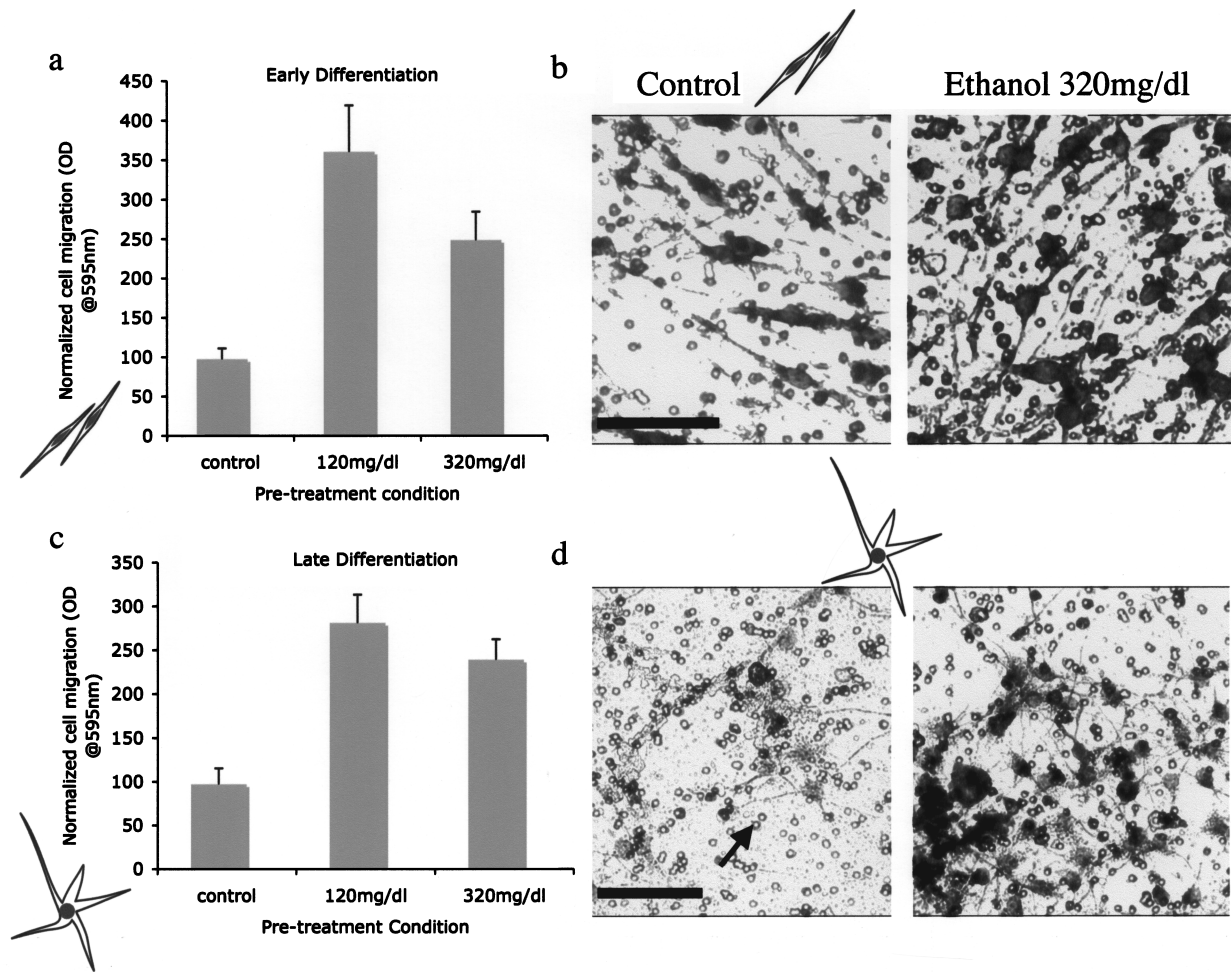 a
Early Differentiation
450
400
350
300
250
200
150
100
50
0
Normalized cell migration (OD
@595nm)
control 120mg/dl 320mg/dl
Pre-treatment condition
b
Control Ethanol 320mg/dl
c
Late Differentiation
350
300
250
200
150
100
50
0
Normalized cell migration (OD
@595nm)
control 120mg/dl 320mg/dl
Pre-treatment Condition
d